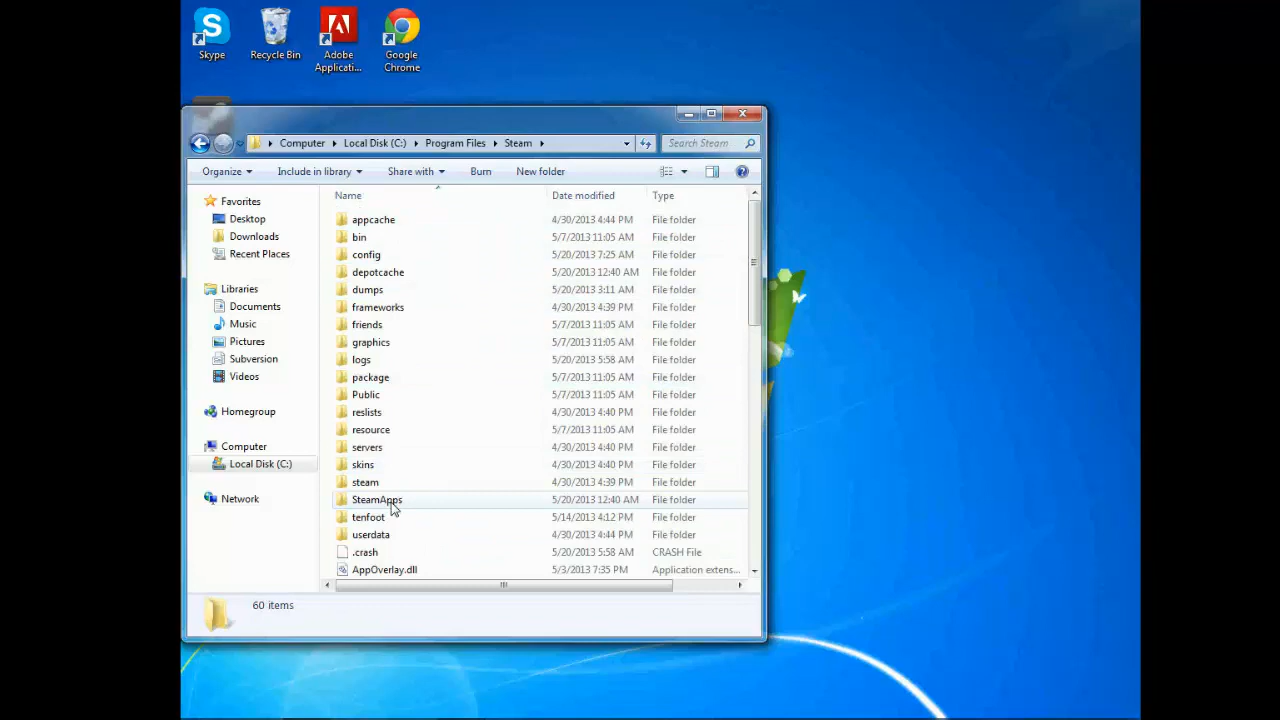 Skype
Recycle Bin
Adobe Applicati...
Google Chrome
Computer Local Disk (C:) Program Files Steam
Search Steam
Organize Include in library Share with Burn New folder
Name Date modified Type
Favorites
Desktop
Downloads
Recent Places
Libraries
Documents
Music
Pictures
Subversion
Videos
Homegroup
Computer
Local Disk (C:)
Network
appcache 4/30/2013 4:44 PM File folder
bin 5/7/2013 11:05 AM File folder
config 5/20/2013 7:25 AM File folder
depotcache 5/20/2013 12:40 AM File folder
dumps 5/20/2013 3:11 AM File folder
frameworks 4/30/2013 4:39 PM File folder
friends 5/7/2013 11:05 AM File folder
graphics 5/7/2013 11:05 AM File folder
logs 5/20/2013 5:58 AM File folder
package 5/7/2013 11:05 AM File folder
Public 5/7/2013 11:05 AM File folder
reslists 4/30/2013 4:40 PM File folder
resource 5/7/2013 11:05 AM File folder
servers 4/30/2013 4:40 PM File folder
skins 4/30/2013 4:40 PM File folder
steam 4/30/2013 4:39 PM File folder
SteamApps 5/20/2013 12:40 AM File folder
tenfoot 5/14/2013 4:12 PM File folder
userdata 4/30/2013 4:44 PM File folder
.crash 5/20/2013 5:58 AM CRASH File
AppOverlay.dll 5/3/2013 7:35 PM Application extens...
60 items